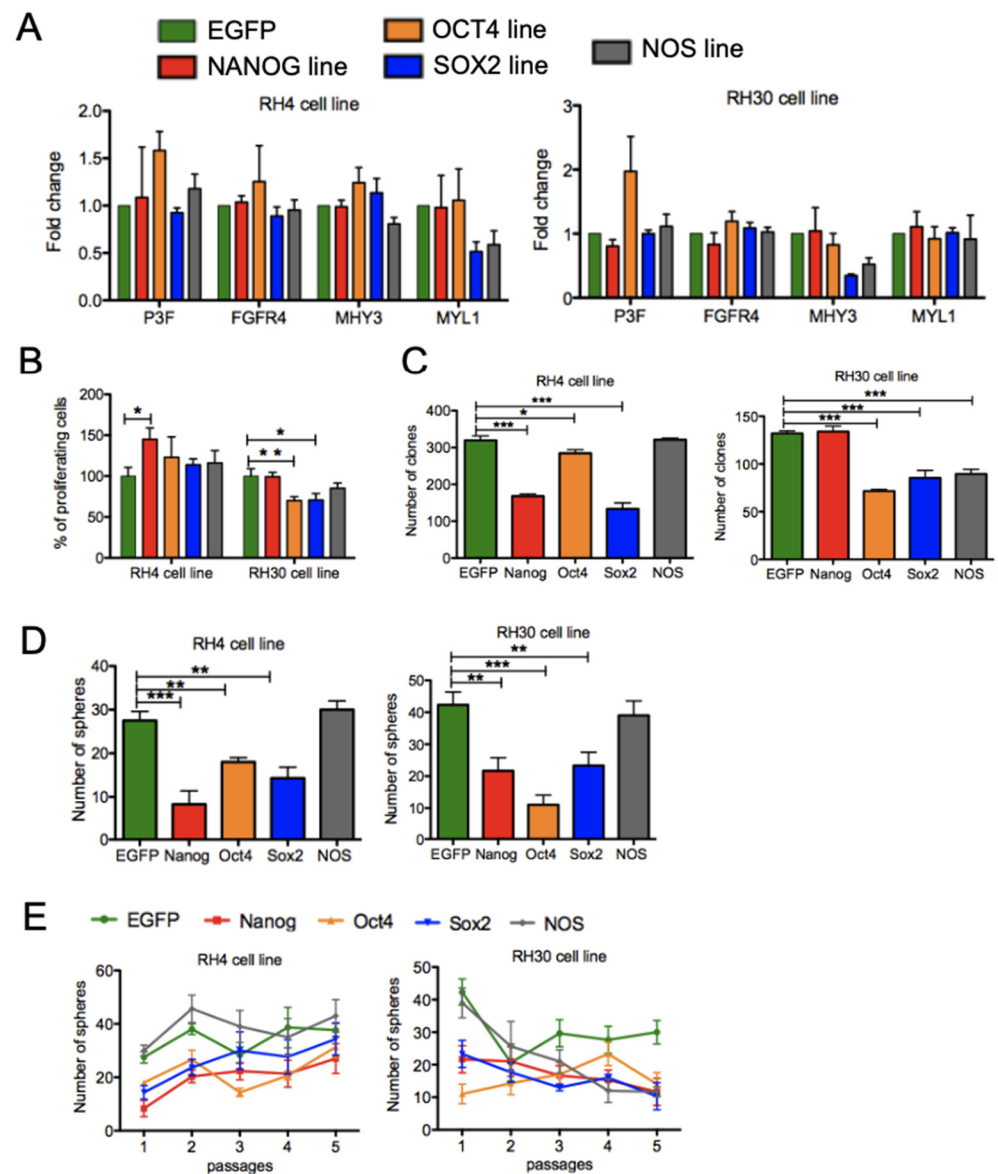 A
EGFP
NANOG line
OCT4 line
SOX2 line
NOS line
RH4 cell line
Fold change
2.0
1.5
1.0
0.5
0.0
P3F FGFR4 MHY3 MYL1
RH30 cell line
Fold change
3
2
1
0
P3F FGFR4 MHY3 MYL1
B
% of proliferating cells
200
150
100
50
0
*
*
* *
RH4 cell line RH30 cell line
C
RH4 cell line
Number of clones
400
300
200
100
0
***
*
***
EGFP Nanog Oct4 Sox2 NOS
RH30 cell line
Number of clones
150
100
50
0
***
***
***
EGFP Nanog Oct4 Sox2 NOS
D
RH4 cell line
Number of spheres
40
30
20
10
0
**
**
***
EGFP Nanog Oct4 Sox2 NOS
RH30 cell line
Number of spheres
50
40
30
20
10
0
**
***
**
EGFP Nanog Oct4 Sox2 NOS
E
EGFP Nanog Oct4 Sox2 NOS
RH4 cell line
Number of spheres
60
40
20
0
1 2 3 4 5
passages
RH30 cell line
Number of spheres
50
40
30
20
10
0
1 2 3 4 5
passages